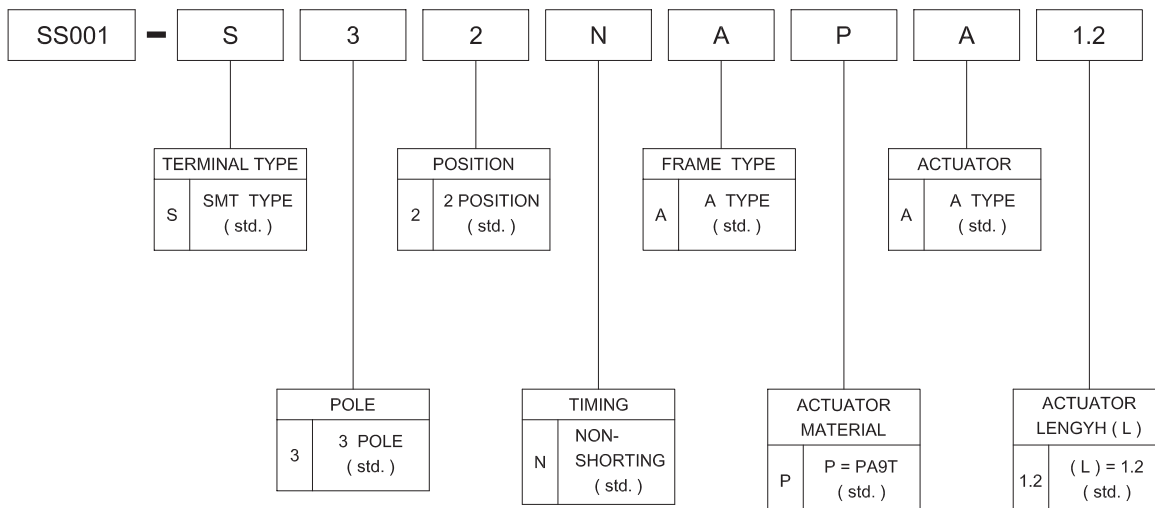 SS001 - S 3 2 N A P A 1.2
TERMINAL TYPE
S SMT TYPE
( std. )
POSITION
2 2 POSITION
( std. )
FRAME TYPE
A A TYPE
( std. )
ACTUATOR
A A TYPE
( std. )
POLE
3 3 POLE
( std. )
TIMING
N NON-
SHORTING
( std. )
ACTUATOR
MATERIAL
P P = PA9T
( std. )
ACTUATOR
LENGYH ( L )
1.2 ( L ) = 1.2
( std. )